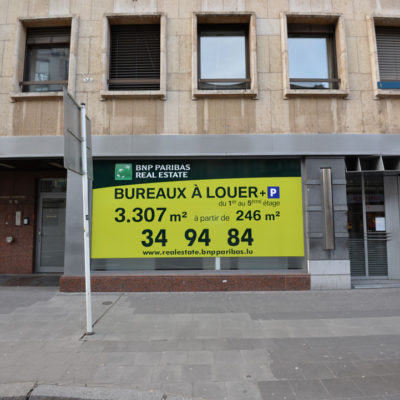 BNP PARIBAS
REAL ESTATE
BUREAUX À LOUER + P
du 1er au 5ème étage
3.307 m² à partir de 246 m²
34 94 84
www.realestate.bnpparibas.lu